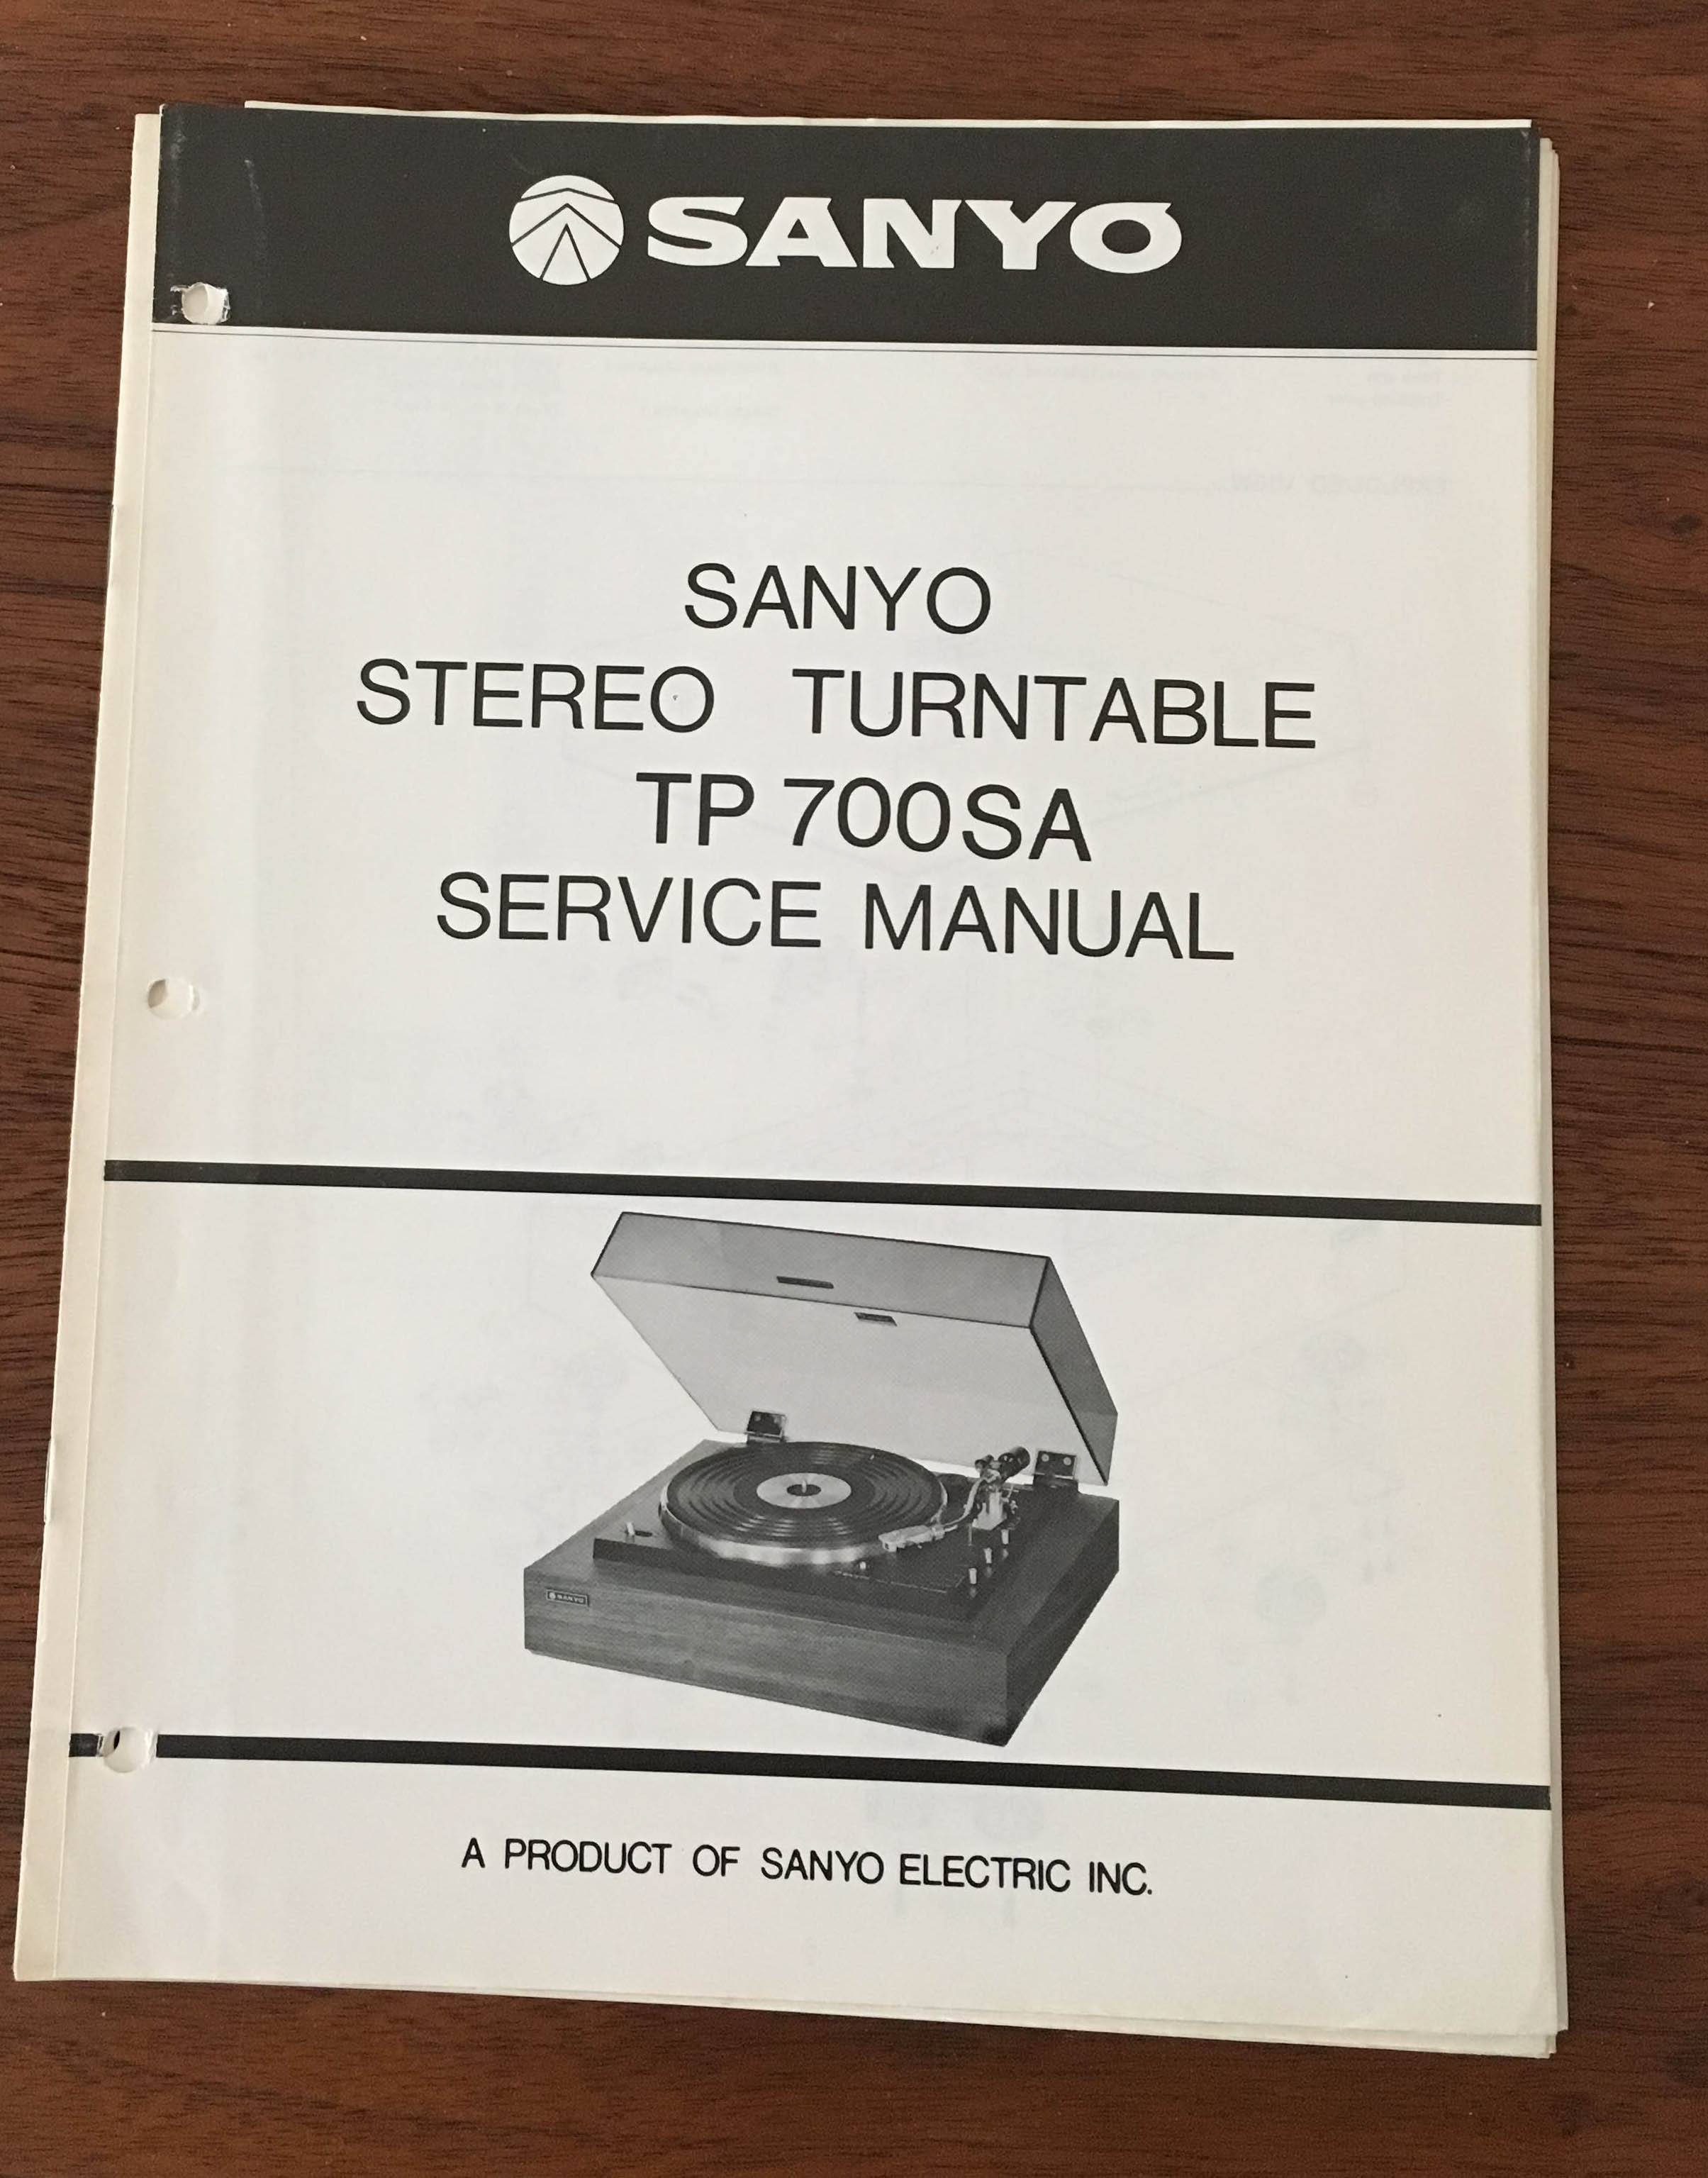 SANYO
SANYO
STEREO TURNTABLE
TP 700SA
SERVICE MANUAL
SANYO
A PRODUCT OF SANYO ELECTRIC INC.